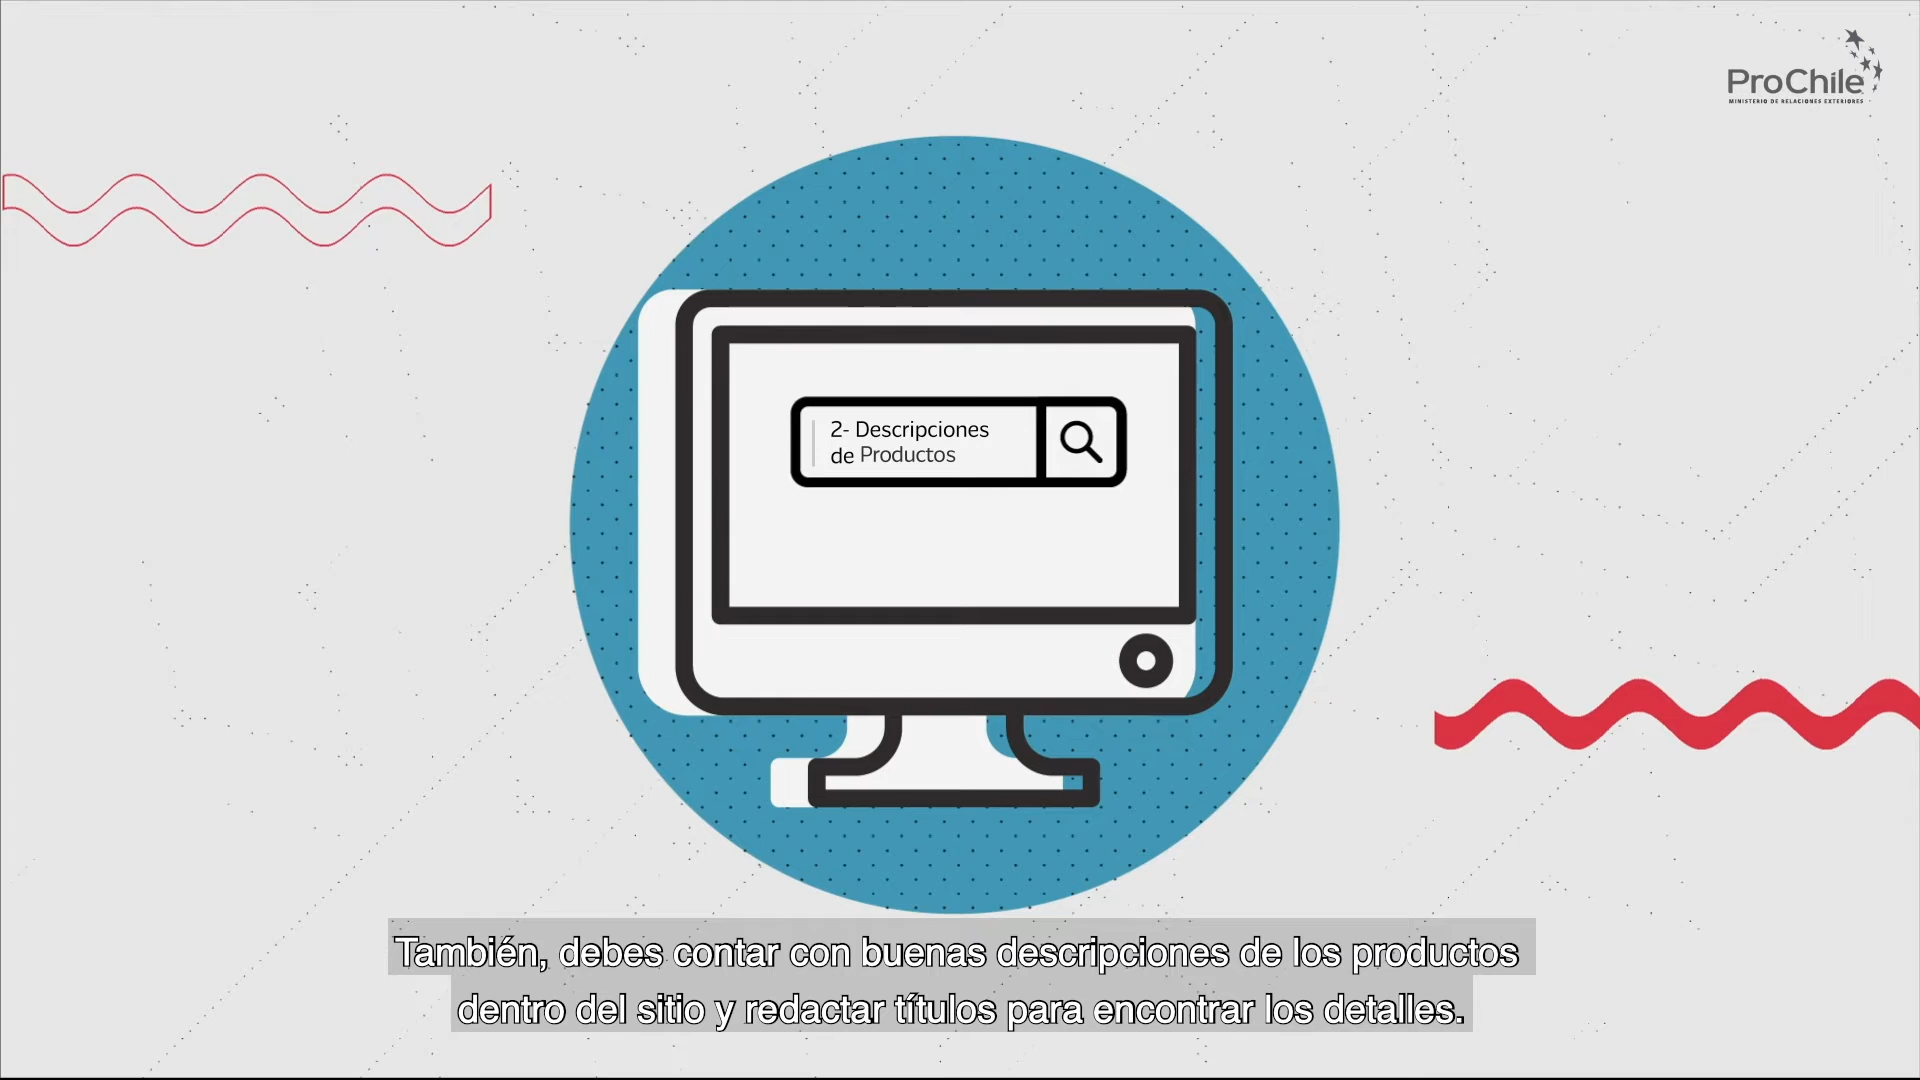 ProChile
MINISTERIO DE RELACIONES EXTERIORES
2- Descripciones
de Productos
También, debes contar con buenas descripciones de los productos
dentro del sitio y redactar títulos para encontrar los detalles.